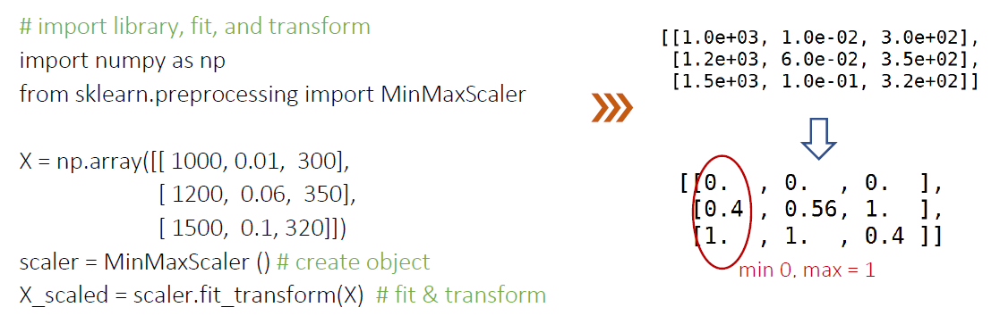 # import library, fit, and transform
import numpy as np
from sklearn.preprocessing import MinMaxScaler
X = np.array([[ 1000, 0.01,  300],
[ 1200,  0.06,  350],
[ 1500,  0.1, 320]])
scaler = MinMaxScaler () # create object
X_scaled = scaler.fit_transform(X)  # fit & transform
[[1.0e+03, 1.0e-02, 3.0e+02],
[1.2e+03, 6.0e-02, 3.5e+02],
[1.5e+03, 1.0e-01, 3.2e+02]]
[[0.  , 0.  , 0.  ],
[0.4 , 0.56, 1.  ],
[1.  , 1.  , 0.4 ]]
min 0, max = 1